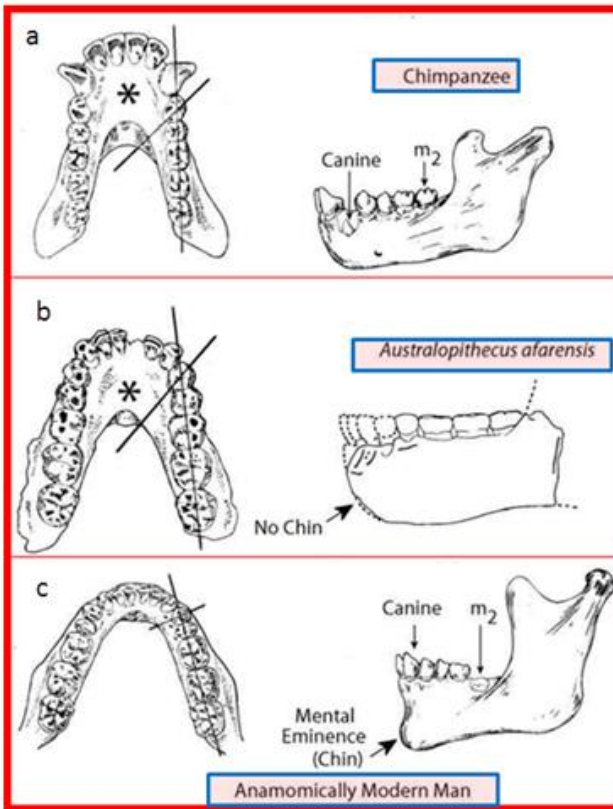 a
Chimpanzee
*
Canine
m2
b
Australopithecus afarensis
*
No Chin
c
Canine
m2
Mental
Eminence
(Chin)
Anamomically Modern Man